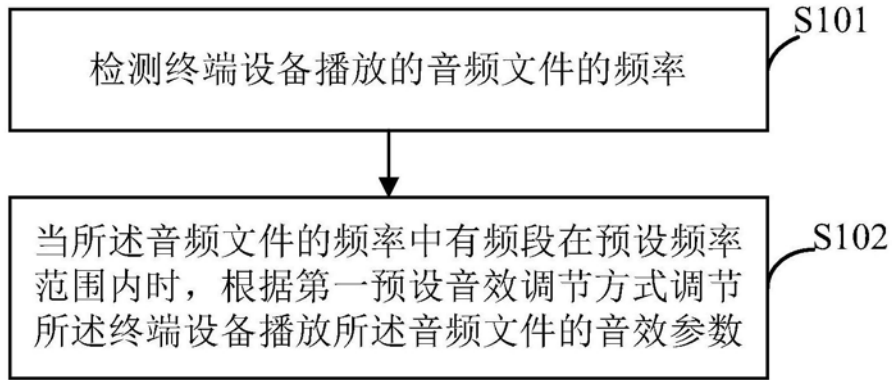 S101
检测终端设备播放的音频文件的频率
S102
当所述音频文件的频率中有频段在预设频率
范围内时，根据第一预设音效调节方式调节
所述终端设备播放所述音频文件的音效参数